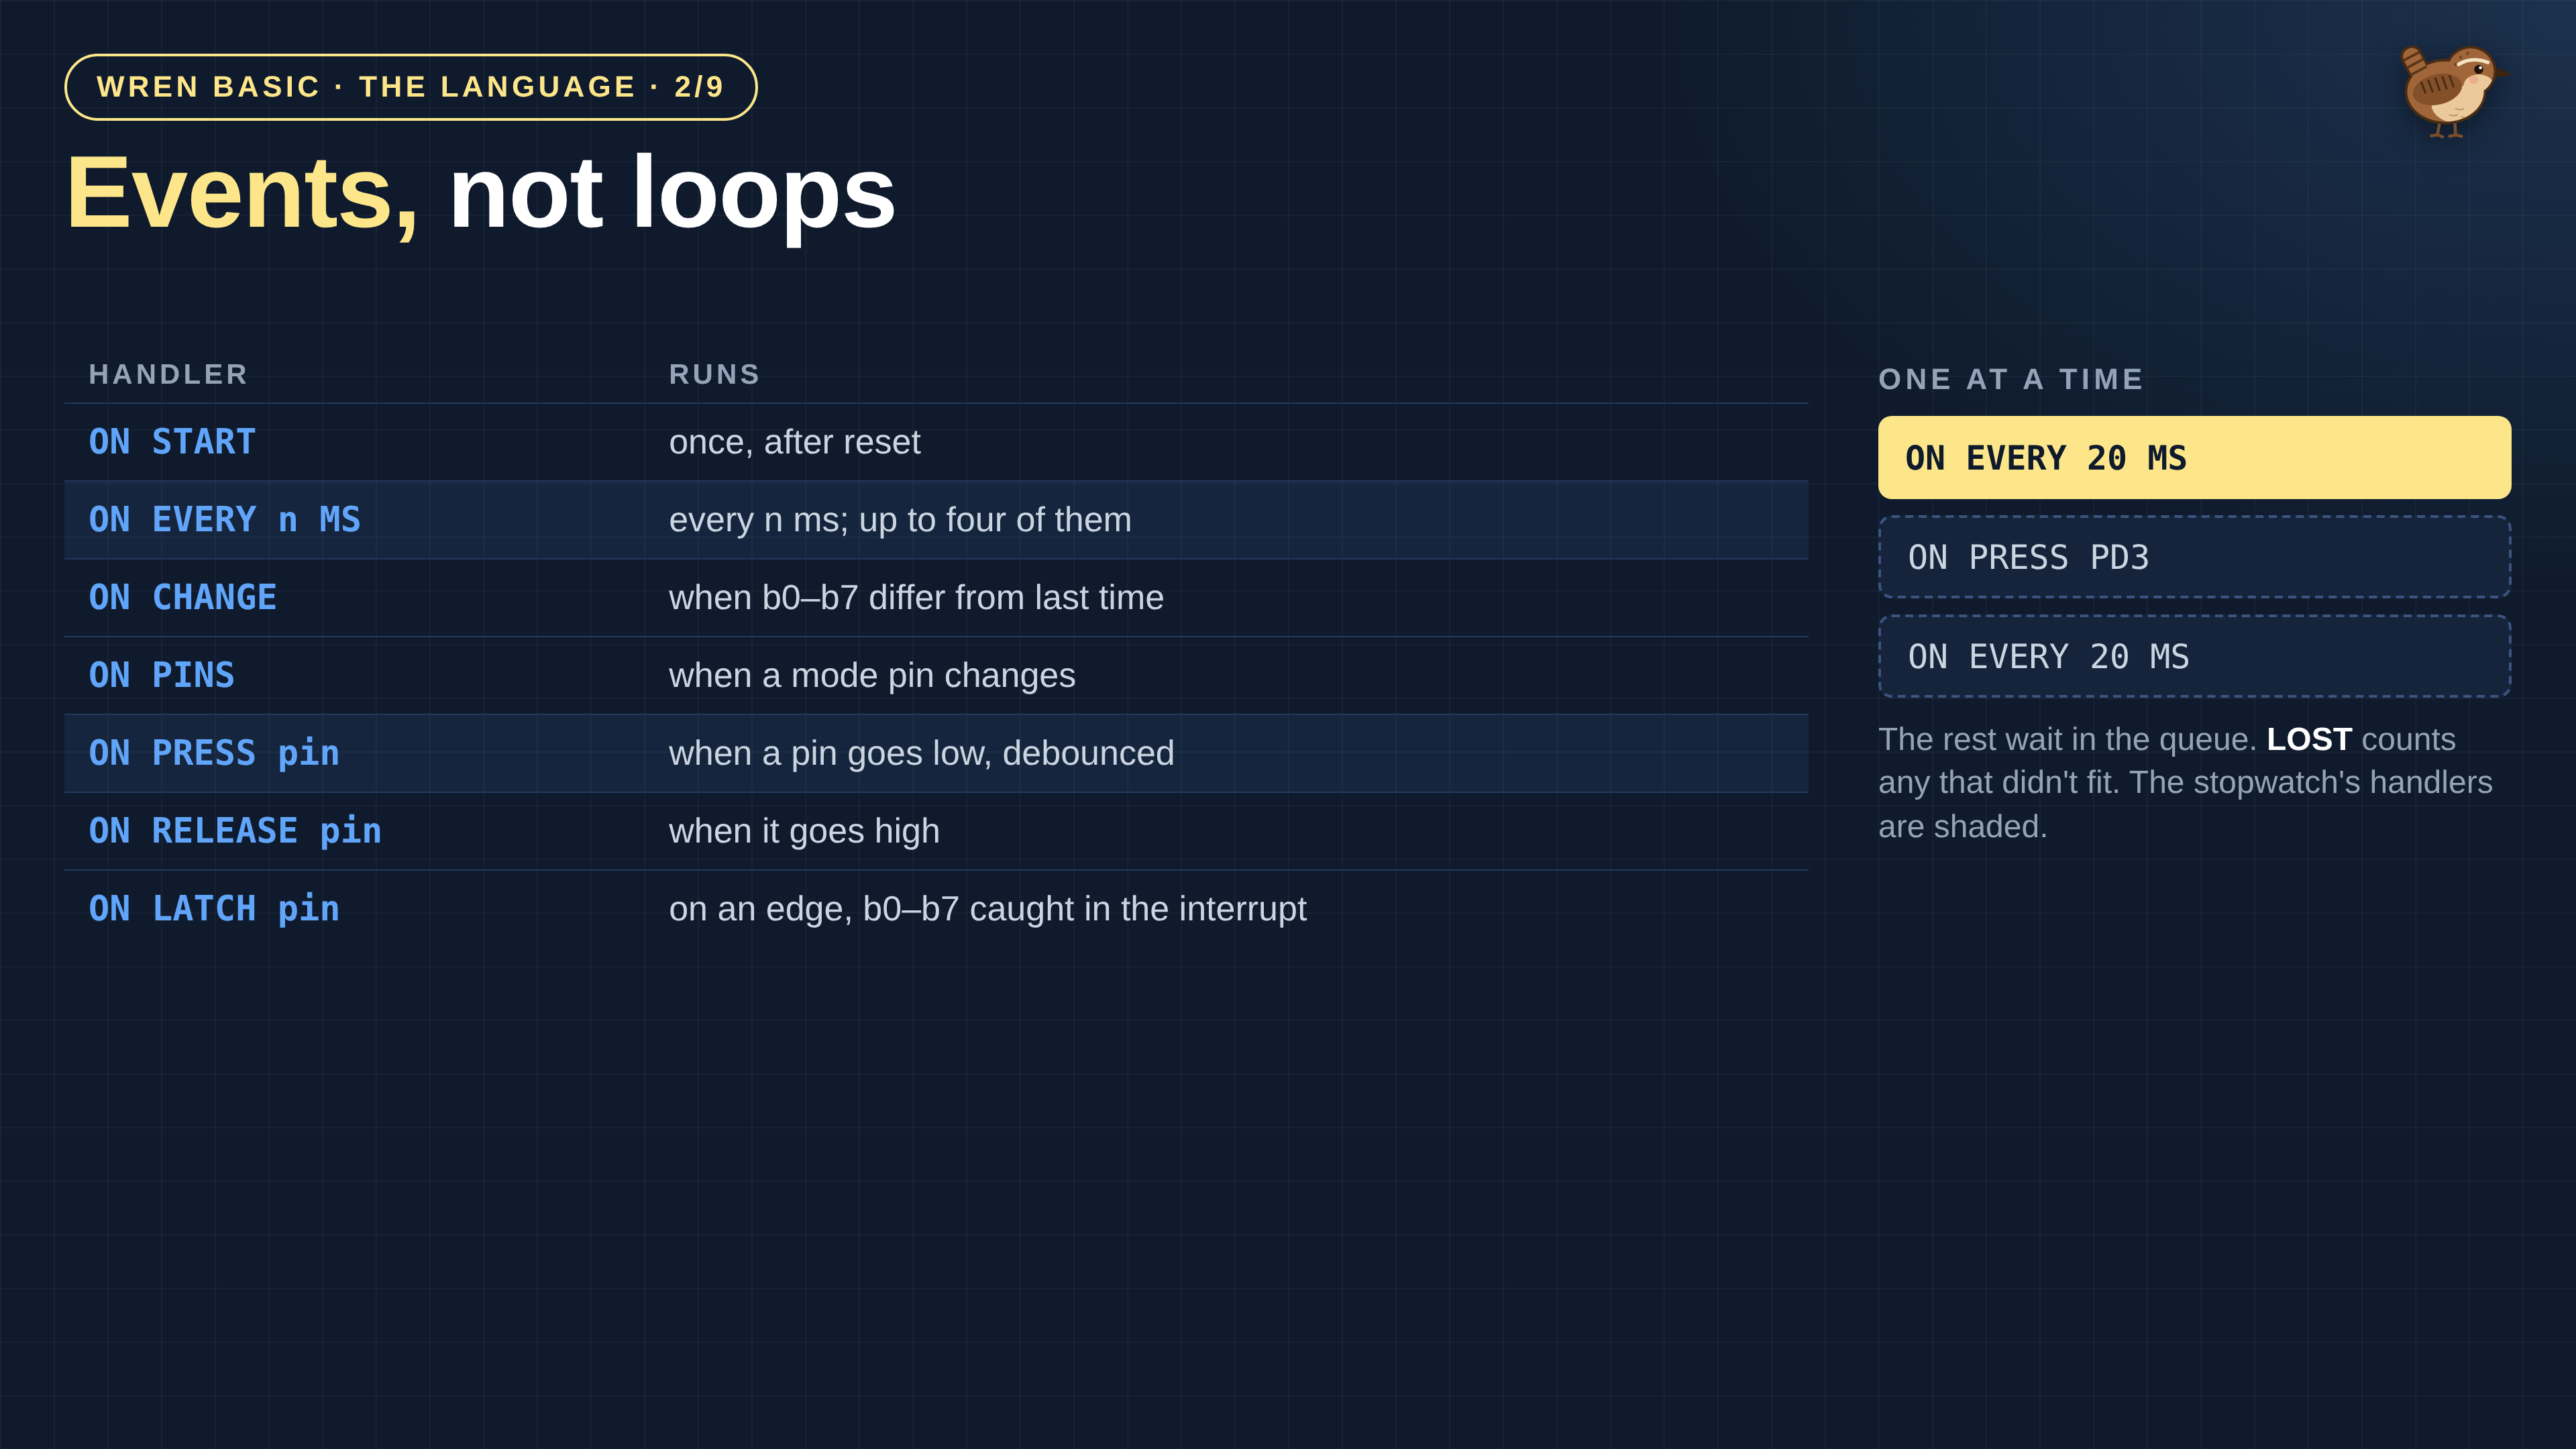 WREN BASIC · THE LANGUAGE · 2/9
Events, not loops
HANDLER RUNS
ON START once, after reset
ON EVERY n MS every n ms; up to four of them
ON CHANGE when b0–b7 differ from last time
ON PINS when a mode pin changes
ON PRESS pin when a pin goes low, debounced
ON RELEASE pin when it goes high
ON LATCH pin on an edge, b0–b7 caught in the interrupt
ONE AT A TIME
ON EVERY 20 MS
ON PRESS PD3
ON EVERY 20 MS
The rest wait in the queue. LOST counts
any that didn't fit. The stopwatch's handlers
are shaded.